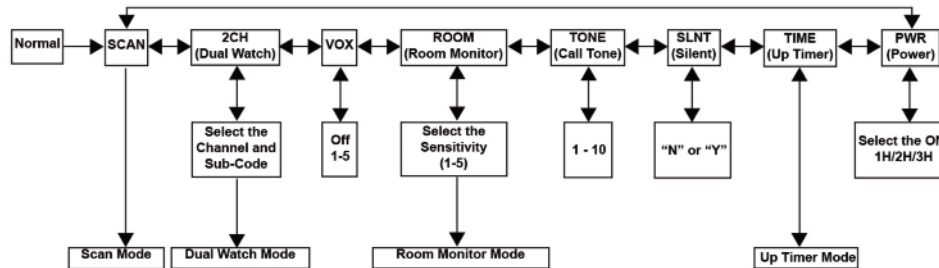 Normal
SCAN
2CH
(Dual Watch)
VOX
ROOM
(Room Monitor)
TONE
(Call Tone)
SLNT
(Silent)
TIME
(Up Timer)
PWR
(Power)
Select the
Channel and
Sub-Code
Off
1-5
Select the
Sensitivity
(1-5)
1 - 10
“N” or “Y”
Select the
1H/2H/3H
Scan Mode
Dual Watch Mode
Room Monitor Mode
Up Timer Mode